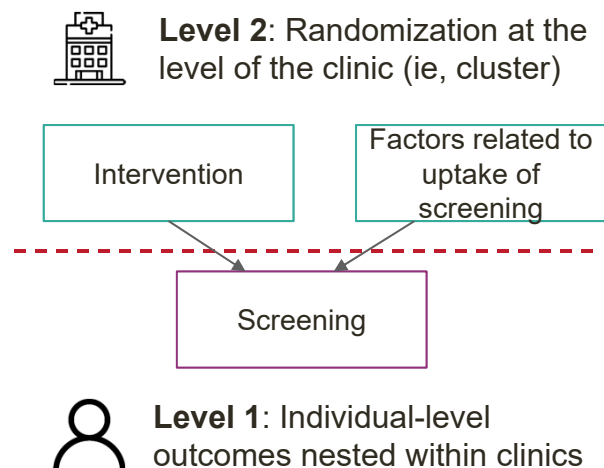 Level 2: Randomization at the
level of the clinic (ie, cluster)
Intervention
Factors related to
uptake of
screening
Screening
Level 1: Individual-level
outcomes nested within clinics